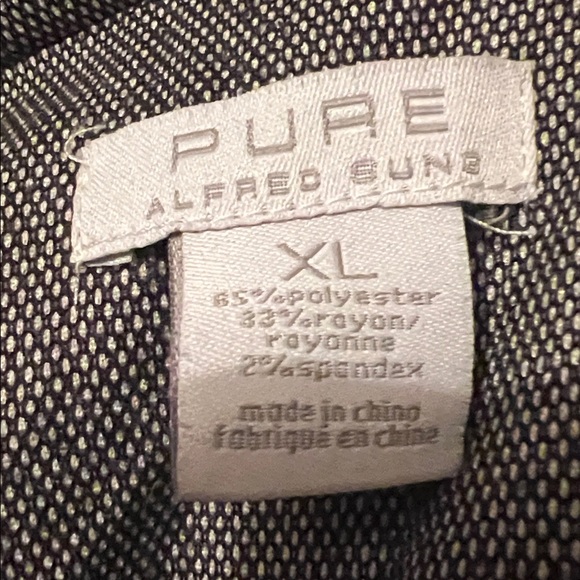 PURE
ALFRED SUNG
XL
65% polyester
33% rayon/
rayonne
2% spandex
made in china
fabriqué en chine